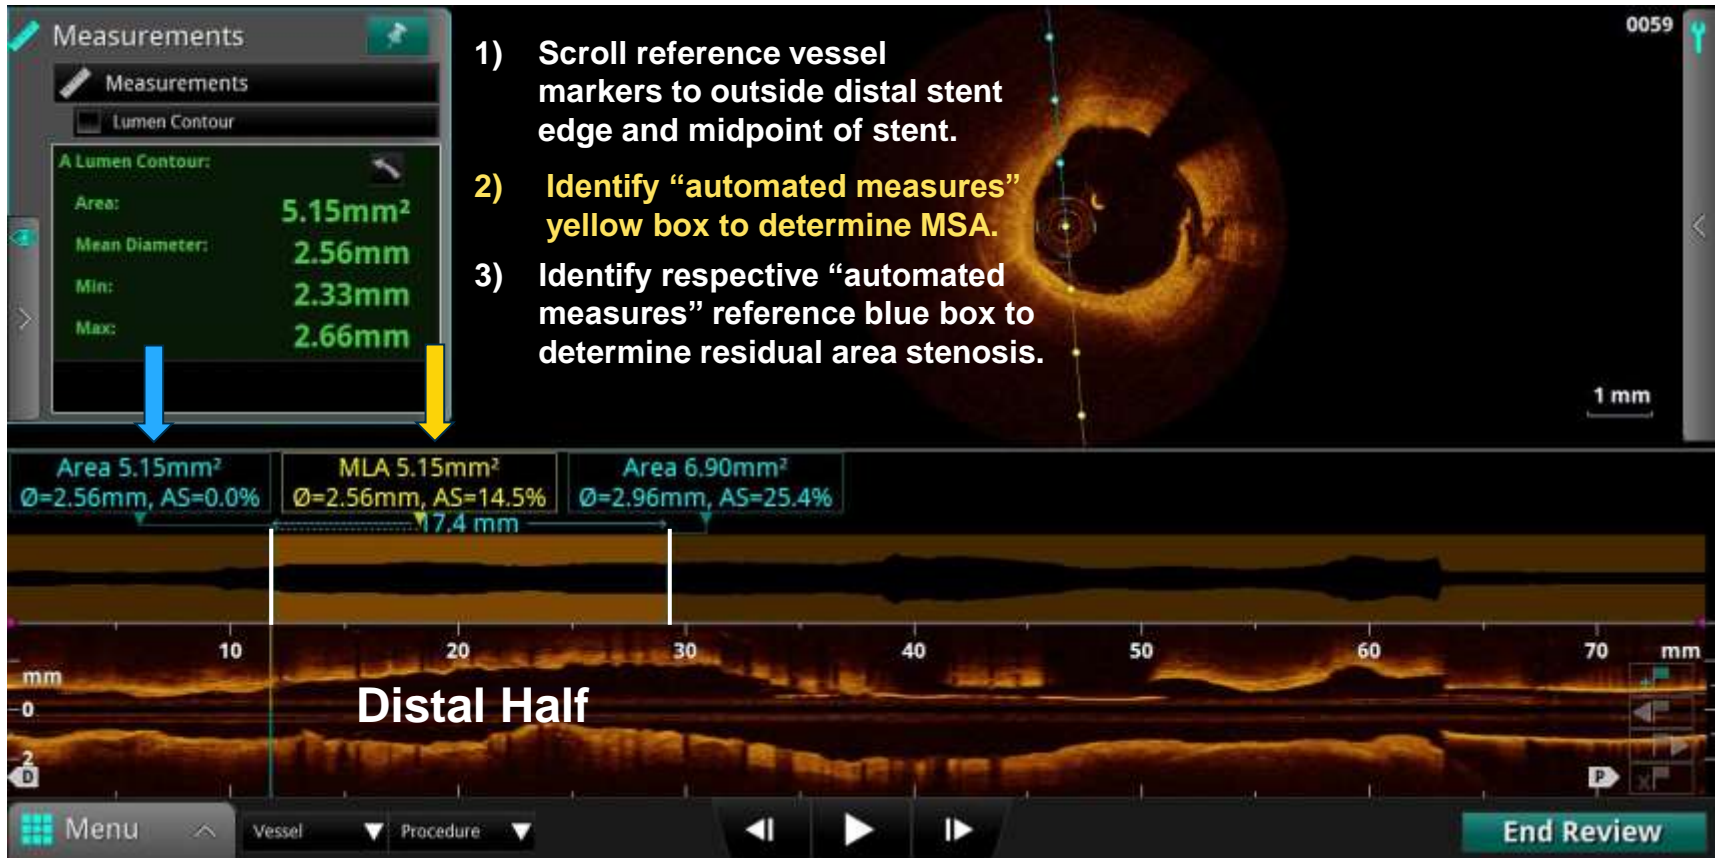 Measurements
Measurements
Lumen Contour
A Lumen Contour:
Area: 5.15mm²
Mean Diameter: 2.56mm
Min: 2.33mm
Max: 2.66mm
1) Scroll reference vessel
markers to outside distal stent
edge and midpoint of stent.
2) Identify “automated measures”
yellow box to determine MSA.
3) Identify respective “automated
measures” reference blue box to
determine residual area stenosis.
0059
1 mm
Area 5.15mm²
Ø=2.56mm, AS=0.0%
MLA 5.15mm²
Ø=2.56mm, AS=14.5%
Area 6.90mm²
Ø=2.96mm, AS=25.4%
17.4 mm
10 20 30 40 50 60 70 mm
mm
0
2
Distal Half
D
P
Menu
Vessel
Procedure
End Review